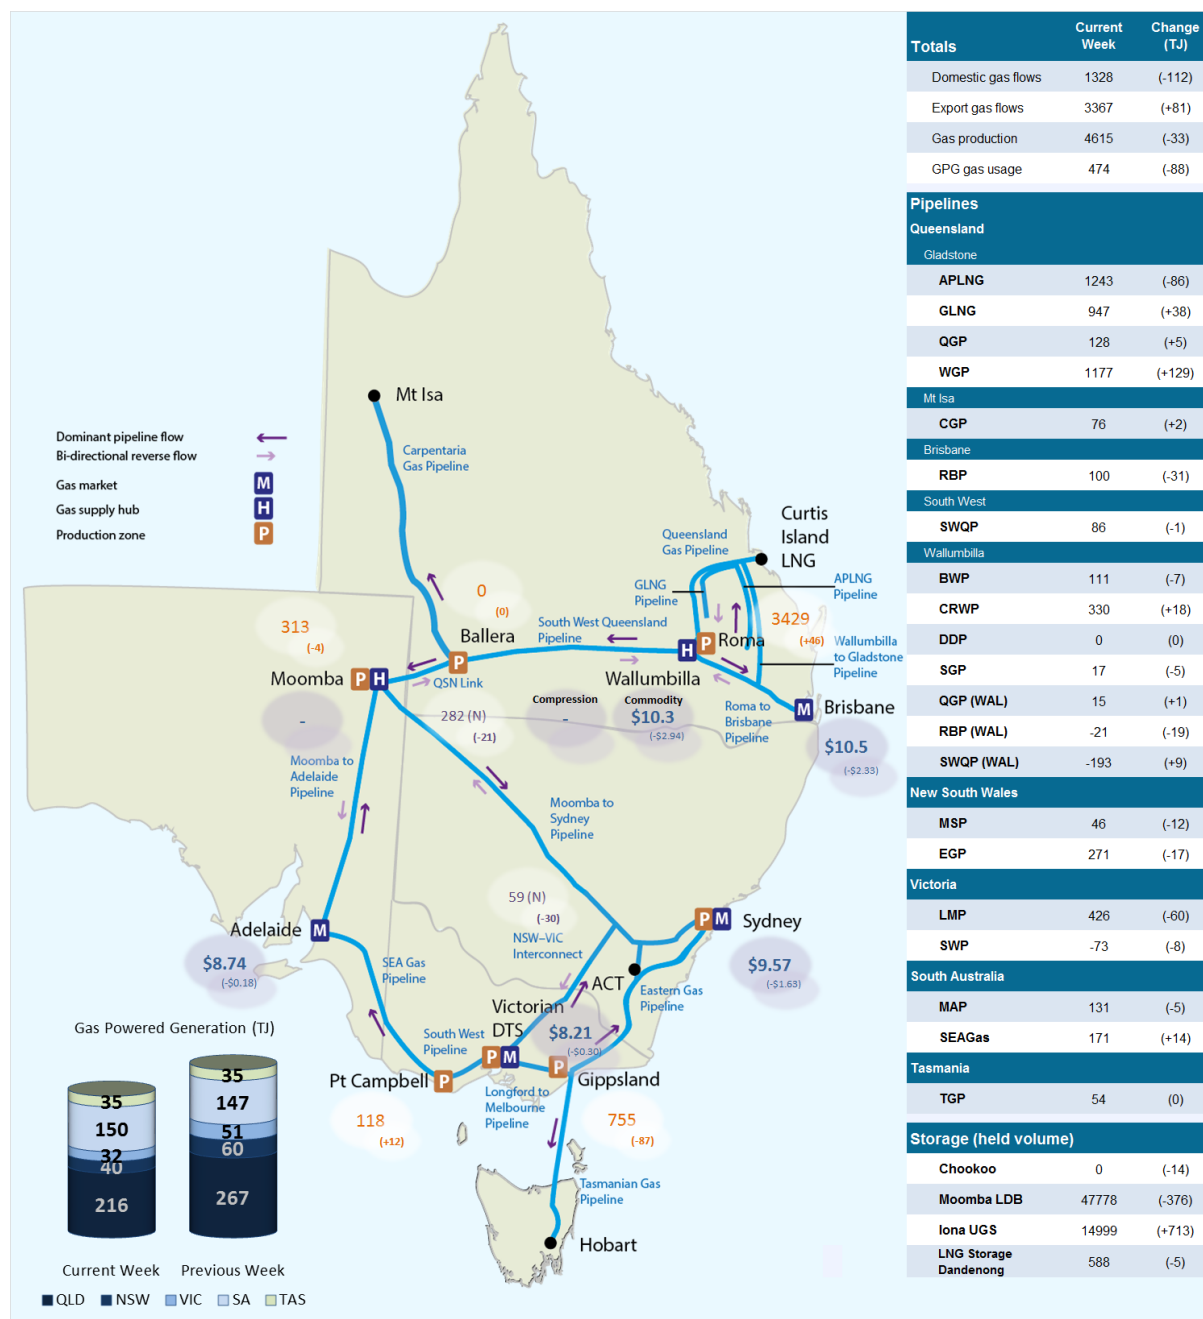 Mt Isa
Dominant pipeline flow
Bi-directional reverse flow
Gas market M
Gas supply hub H
Production zone P
Carpentaria
Gas Pipeline
Curtis
Island
LNG
Queensland
Gas Pipeline
GLNG
Pipeline
APLNG
Pipeline
0
(0)
3429
(+46)
313
(-4)
Ballera
P
South West Queensland
Pipeline
H
P
Roma
Wallumbilla
to Gladstone
Pipeline
Moomba
P
H
QSN Link
Wallumbilla
-
282 (N)
(-21)
Compression
-
Commodity
$10.3
(-$2.94)
Roma to
Brisbane
Pipeline
M
Brisbane
$10.5
(-$2.33)
Moomba to
Adelaide
Pipeline
Moomba to
Sydney
Pipeline
59 (N)
(-30)
NSW–VIC
Interconnect
P
M
Sydney
$9.57
(-$1.63)
Adelaide
M
$8.74
(-$0.18)
SEA Gas
Pipeline
ACT
Eastern Gas
Pipeline
Victorian
DTS
$8.21
(-$0.30)
South West
Pipeline
P
M
P
Pt Campbell
P
118
(+12)
Gippsland
Longford to
Melbourne
Pipeline
755
(-87)
Tasmanian Gas
Pipeline
Hobart
Gas Powered Generation (TJ)
35
150
32
40
216
35
147
51
60
267
Current Week
Previous Week
QLD NSW VIC SA TAS
Totals Current Week Change (TJ)
Domestic gas flows 1328 (-112)
Export gas flows 3367 (+81)
Gas production 4615 (-33)
GPG gas usage 474 (-88)
Pipelines
Queensland
Gladstone
APLNG 1243 (-86)
GLNG 947 (+38)
QGP 128 (+5)
WGP 1177 (+129)
Mt Isa
CGP 76 (+2)
Brisbane
RBP 100 (-31)
South West
SWQP 86 (-1)
Wallumbilla
BWP 111 (-7)
CRWP 330 (+18)
DDP 0 (0)
SGP 17 (-5)
QGP (WAL) 15 (+1)
RBP (WAL) -21 (-19)
SWQP (WAL) -193 (+9)
New South Wales
MSP 46 (-12)
EGP 271 (-17)
Victoria
LMP 426 (-60)
SWP -73 (-8)
South Australia
MAP 131 (-5)
SEAGas 171 (+14)
Tasmania
TGP 54 (0)
Storage (held volume)
Chookoo 0 (-14)
Moomba LDB 47778 (-376)
Iona UGS 14999 (+713)
LNG Storage
Dandenong 588 (-5)